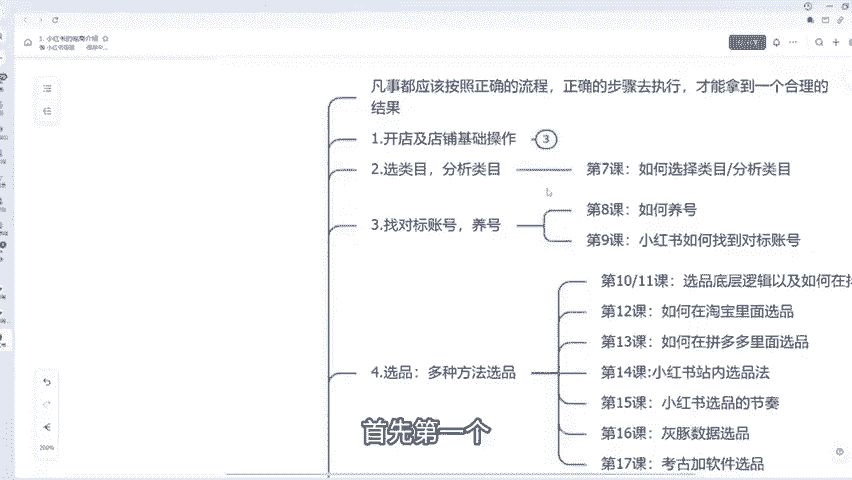 1. 小红书的电商介绍
凡事都应该按照正确的流程，正确的步骤去执行，才能拿到一个合理的
结果
1.开店及店铺基础操作
3
2.选类目，分析类目
第7课：如何选择类目/分析类目
3.找对标账号，养号
第8课：如何养号
第9课：小红书如何找到对标账号
第10/11课：选品底层逻辑以及如何在
第12课：如何在淘宝里面选品
第13课：如何在拼多多里面选品
4.选品：多种方法选品
第14课:小红书站内选品法
第15课：小红书选品的节奏
第16课：灰豚数据选品
第17课：考古加软件选品
首先第一个
200%